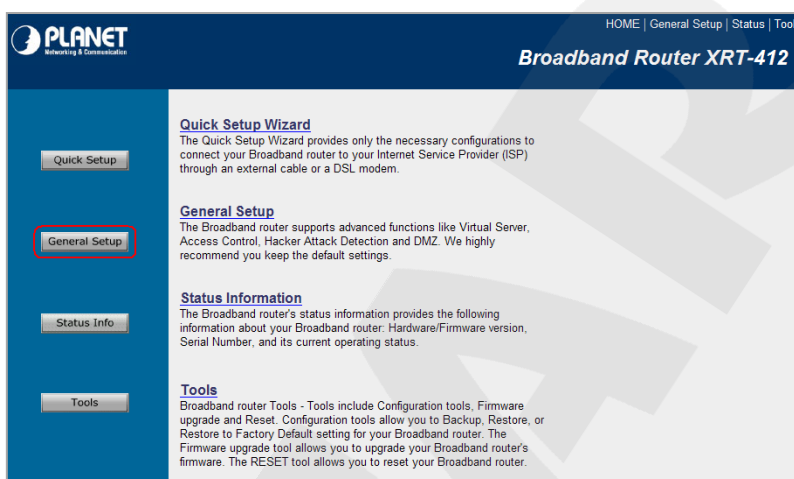 HOME | General Setup | Status |
PLANET
Networking & Communication
Broadband Router XRT-412
Quick Setup
Quick Setup Wizard
The Quick Setup Wizard provides only the necessary configurations to
connect your Broadband router to your Internet Service Provider (ISP)
through an external cable or a DSL modem.
General Setup
General Setup
The Broadband router supports advanced functions like Virtual Server,
Access Control, Hacker Attack Detection and DMZ. We highly
recommend you keep the default settings.
Status Info
Status Information
The Broadband router's status information provides the following
information about your Broadband router: Hardware/Firmware version,
Serial Number, and its current operating status.
Tools
Tools
Broadband router Tools - Tools include Configuration tools, Firmware
upgrade and Reset. Configuration tools allow you to Backup, Restore, or
Restore to Factory Default setting for your Broadband router. The
Firmware upgrade tool allows you to upgrade your Broadband router's
firmware. The RESET tool allows you to reset your Broadband router.